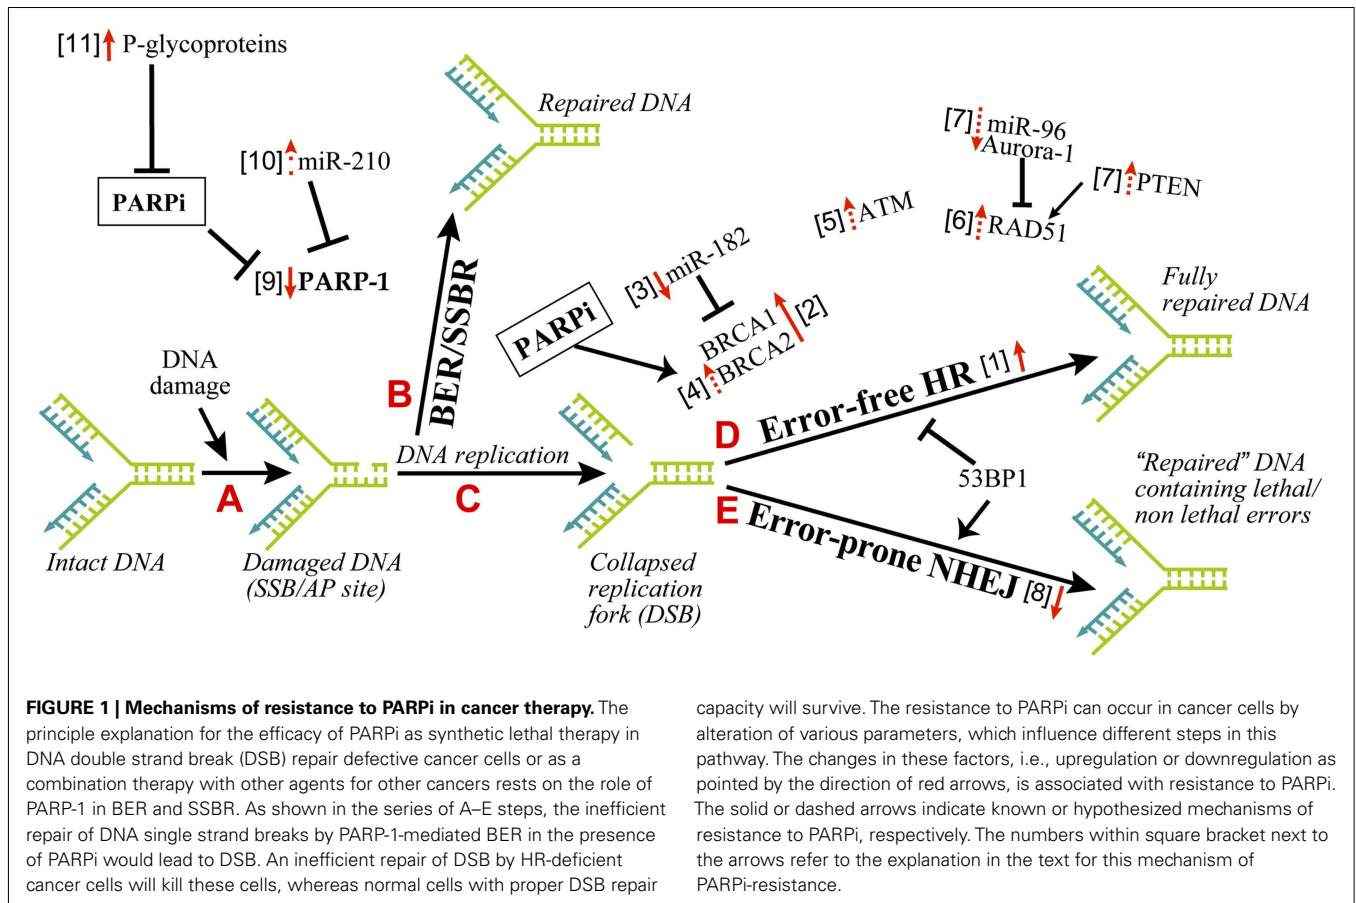 [11] P-glycoproteins
PARPi
[10] miR-210
[9] PARP-1
Repaired DNA
BER/SSBR
B
DNA
damage
A
Intact DNA
Damaged DNA
(SSB/AP site)
DNA replication
C
Collapsed
replication
fork (DSB)
PARPi
[3] miR-182
BRCA1
[4] BRCA2 [2]
[5] ATM
[7] miR-96
Aurora-1
[7] PTEN
[6] RAD51
D
Error-free HR [1]
Fully
repaired DNA
53BP1
E
Error-prone NHEJ [8]
“Repaired” DNA
containing lethal/
non lethal errors
FIGURE 1 | Mechanisms of resistance to PARPi in cancer therapy. The
principle explanation for the efficacy of PARPi as synthetic lethal therapy in
DNA double strand break (DSB) repair defective cancer cells or as a
combination therapy with other agents for other cancers rests on the role of
PARP-1 in BER and SSBR. As shown in the series of A–E steps, the inefficient
repair of DNA single strand breaks by PARP-1-mediated BER in the presence
of PARPi would lead to DSB. An inefficient repair of DSB by HR-deficient
cancer cells will kill these cells, whereas normal cells with proper DSB repair
capacity will survive. The resistance to PARPi can occur in cancer cells by
alteration of various parameters, which influence different steps in this
pathway. The changes in these factors, i.e., upregulation or downregulation as
pointed by the direction of red arrows, is associated with resistance to PARPi.
The solid or dashed arrows indicate known or hypothesized mechanisms of
resistance to PARPi, respectively. The numbers within square bracket next to
the arrows refer to the explanation in the text for this mechanism of
PARPi-resistance.